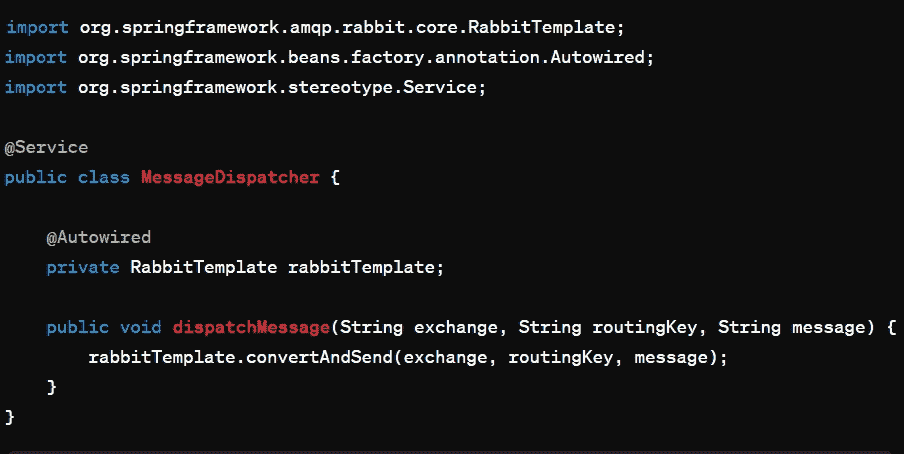 import org.springframework.amqp.rabbit.core.RabbitTemplate;
import org.springframework.beans.factory.annotation.Autowired;
import org.springframework.stereotype.Service;

@Service
public class MessageDispatcher {

    @Autowired
    private RabbitTemplate rabbitTemplate;

    public void dispatchMessage(String exchange, String routingKey, String message) {
        rabbitTemplate.convertAndSend(exchange, routingKey, message);
    }
}